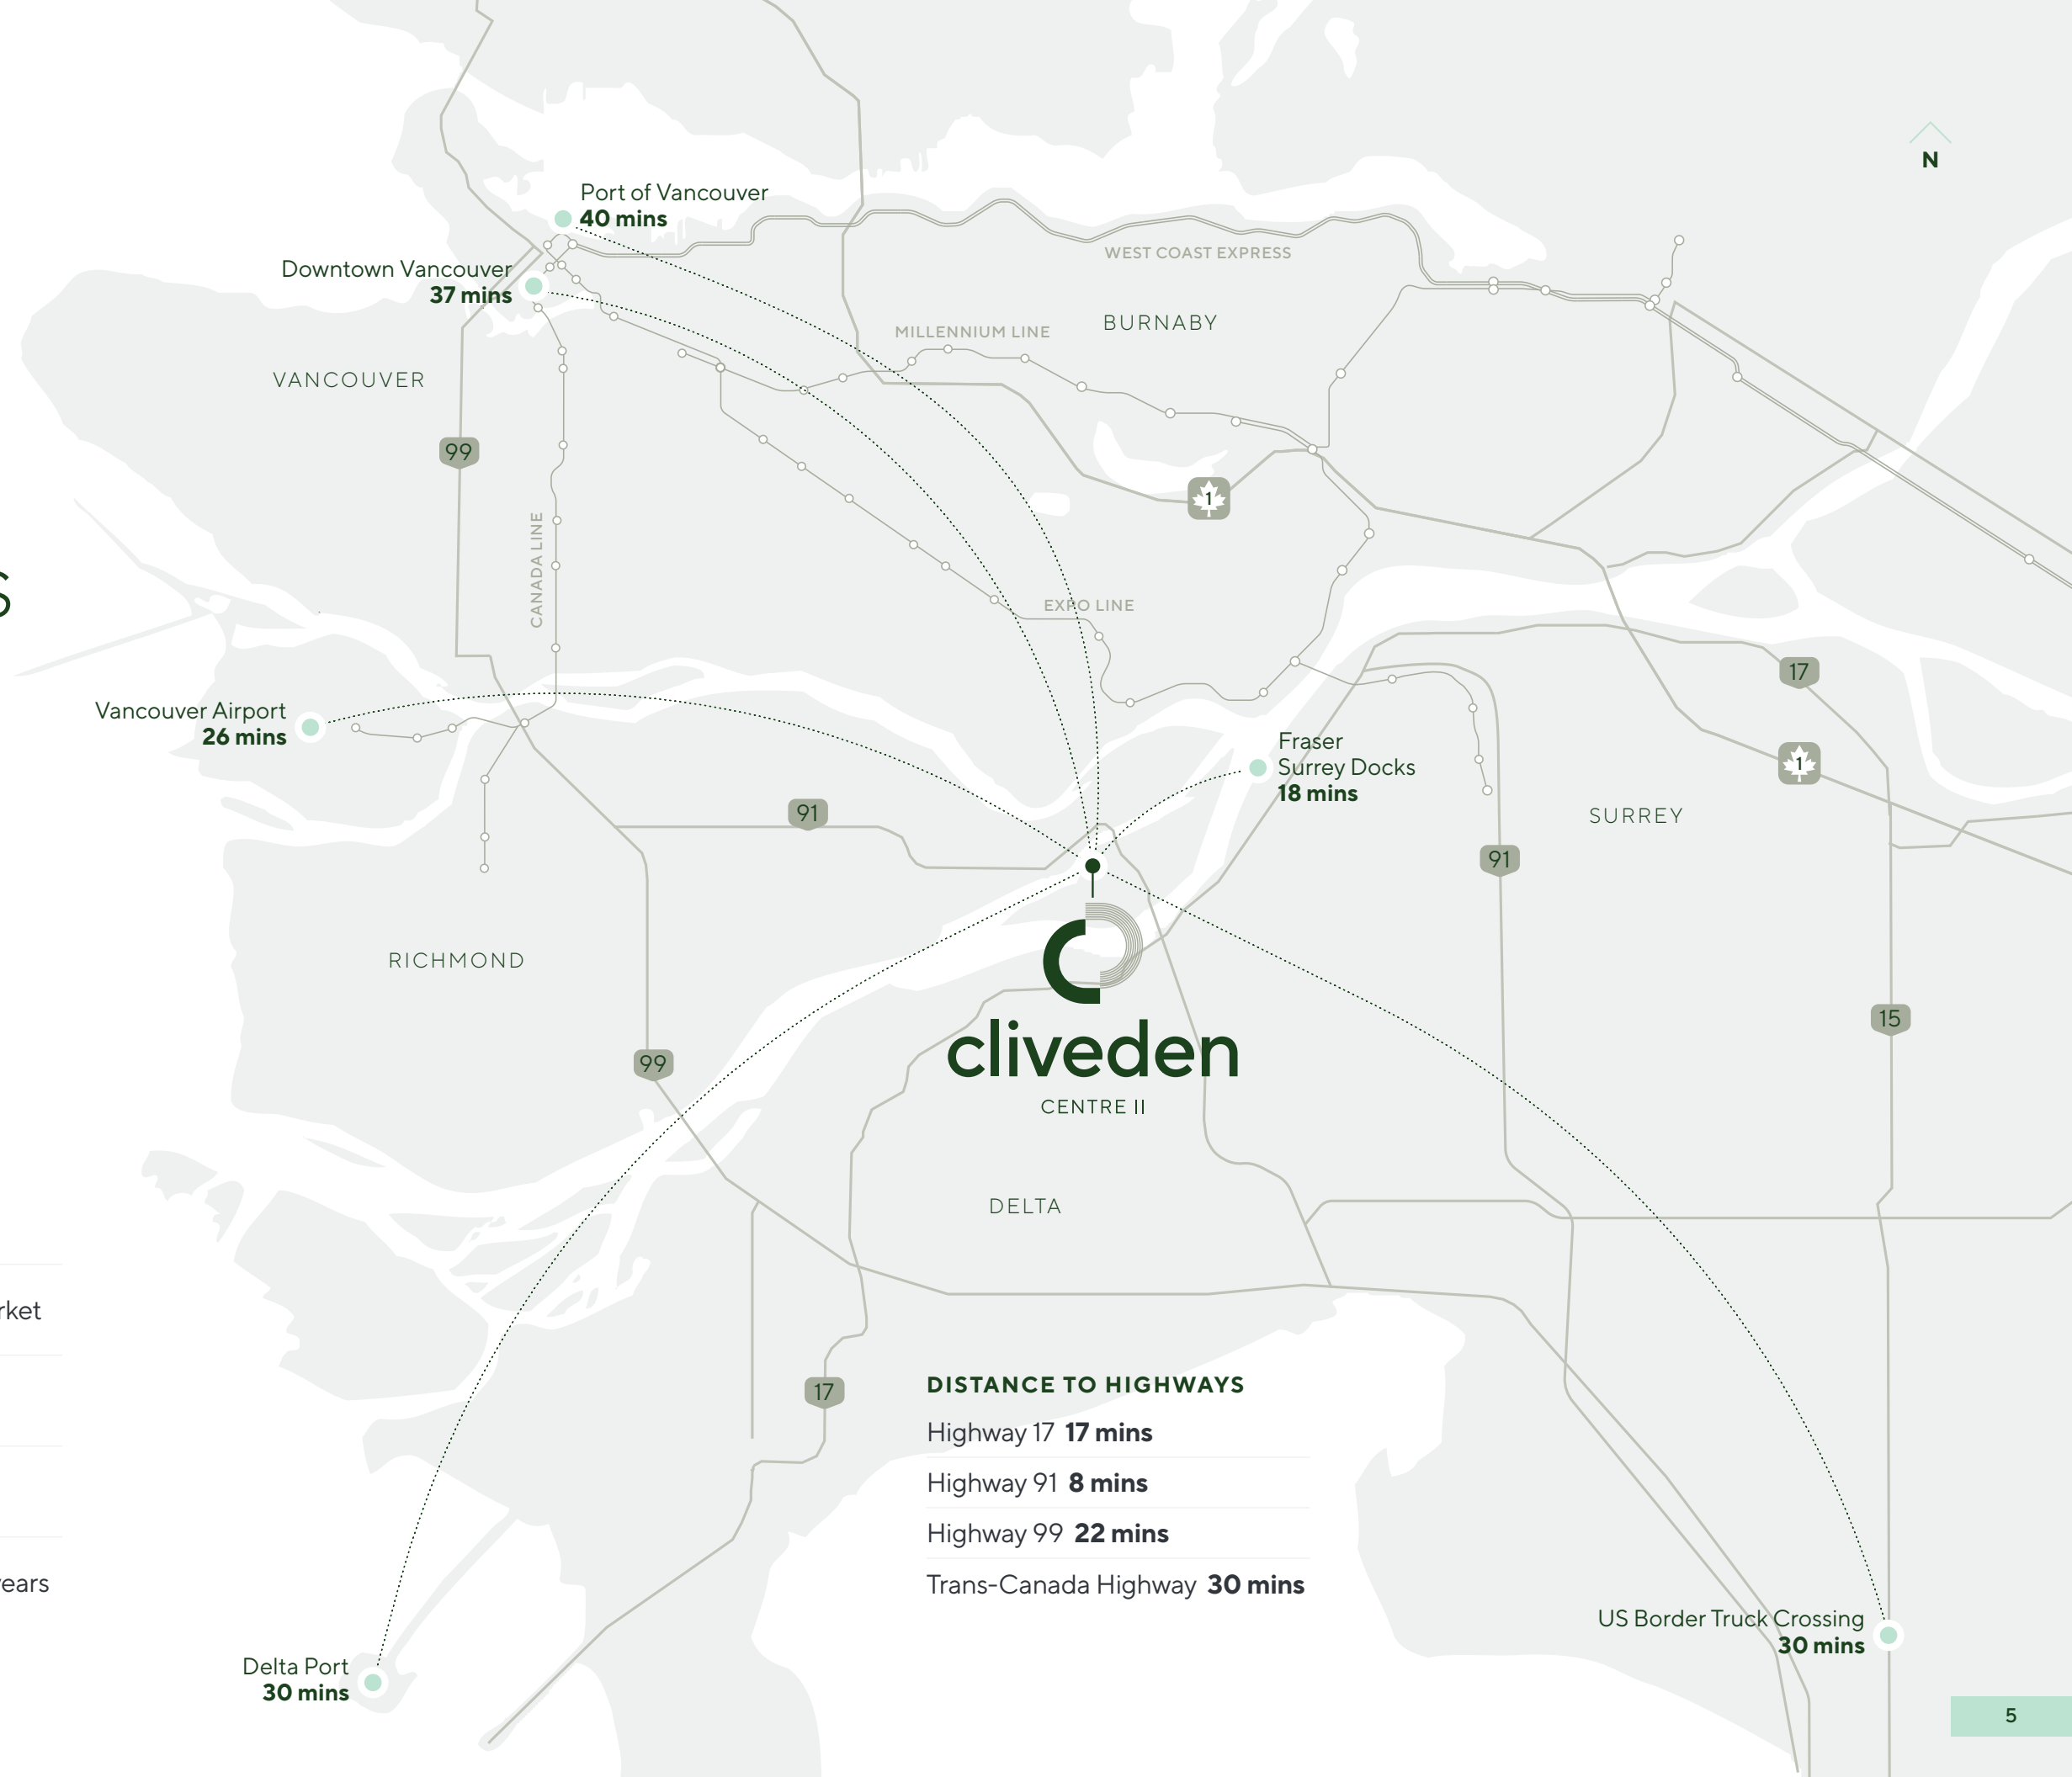 N
Port of Vancouver
40 mins
WEST COAST EXPRESS
Downtown Vancouver
37 mins
MILLENNIUM LINE
BURNABY
VANCOUVER
99
1
CANADA LINE
S
EXPO LINE
17
Vancouver Airport
26 mins
Fraser
Surrey Docks
18 mins
1
91
SURREY
91
RICHMOND
15
cliveden
CENTRE II
99
DELTA
rket
17
DISTANCE TO HIGHWAYS
Highway 17 17 mins
Highway 91 8 mins
Highway 99 22 mins
Trans-Canada Highway 30 mins
ears
US Border Truck Crossing
30 mins
Delta Port
30 mins
5